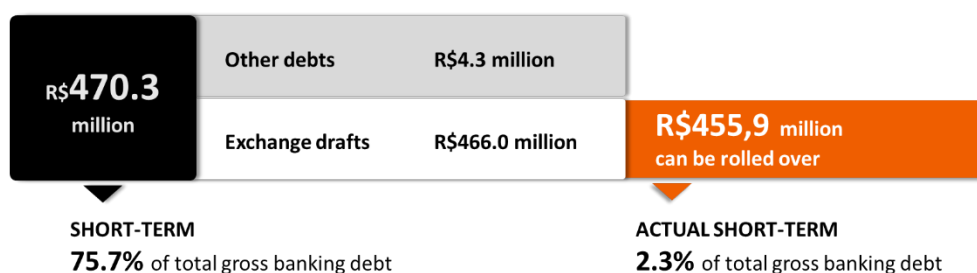 R$470.3
million
Other debts R$4.3 million
Exchange drafts R$466.0 million
R$455,9 million
can be rolled over
SHORT-TERM
75.7% of total gross banking debt
ACTUAL SHORT-TERM
2.3% of total gross banking debt